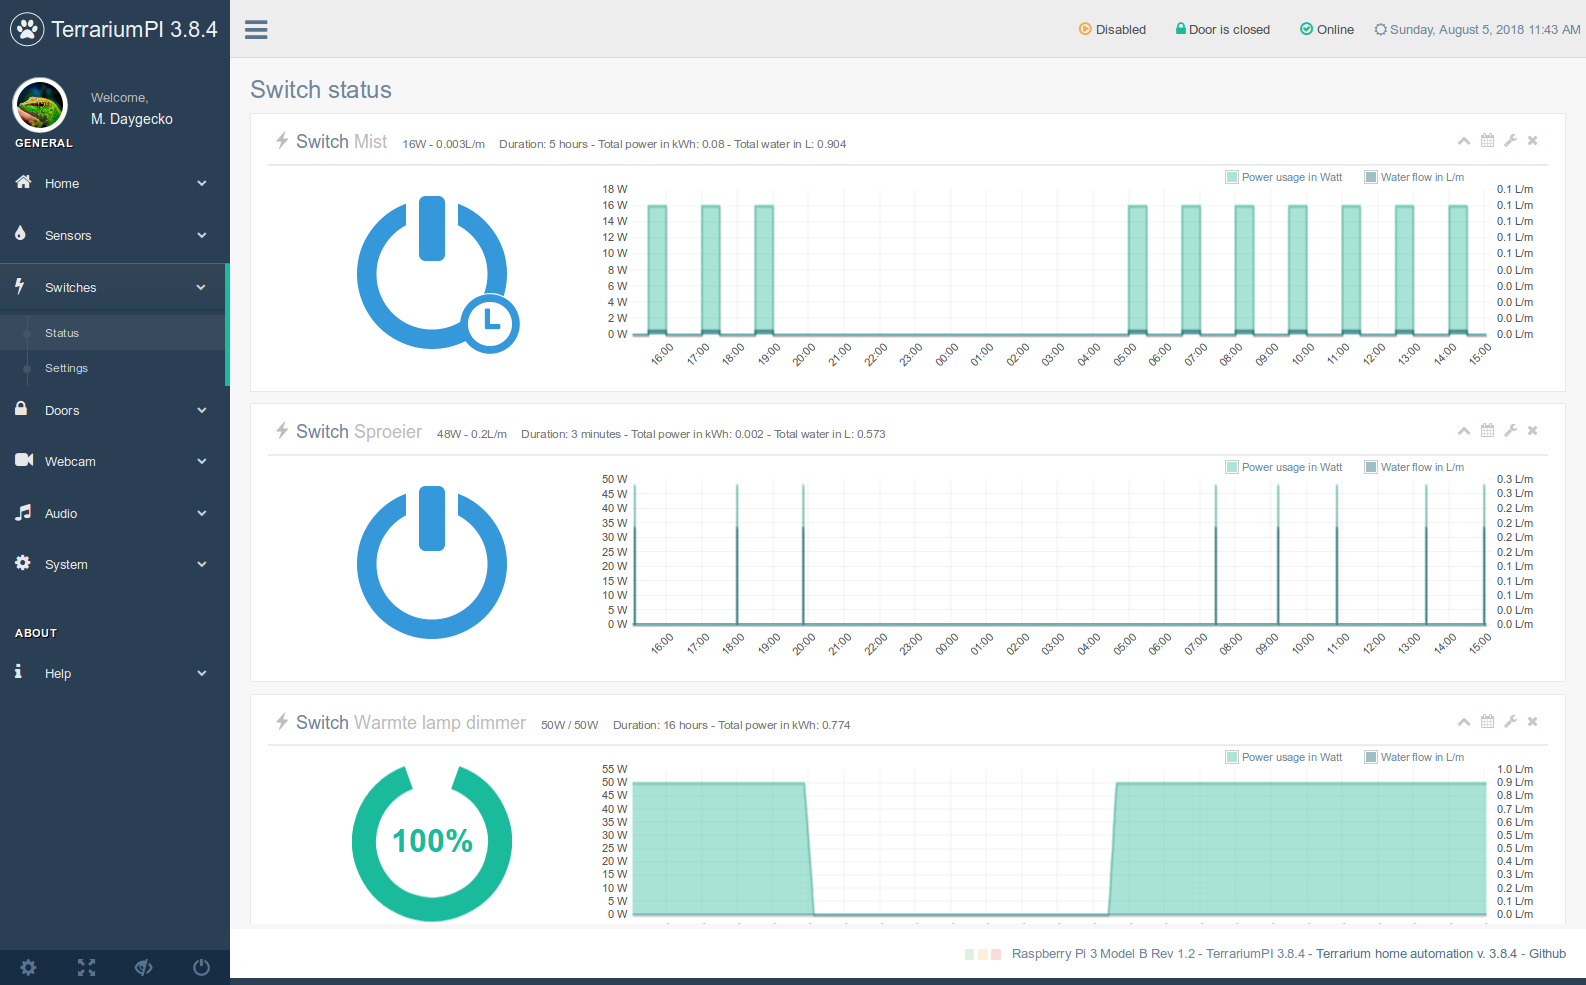 TerrariumPI 3.8.4
Disabled
Door is closed
Online
Sunday, August 5, 2018 11:43 AM
Welcome,
M. Daygecko
GENERAL
Home
Sensors
Switches
Status
Settings
Doors
Webcam
Audio
System
ABOUT
Help
Switch status
Switch Mist 16W - 0.003L/m Duration: 5 hours - Total power in kWh: 0.08 - Total water in L: 0.904
Power usage in Watt Water flow in L/m
18 W 0.1 L/m
16 W 0.1 L/m
14 W 0.1 L/m
12 W 0.1 L/m
10 W 0.1 L/m
8 W 0.0 L/m
6 W 0.0 L/m
4 W 0.0 L/m
2 W 0.0 L/m
0 W 0.0 L/m
16:00 17:00 18:00 19:00 20:00 21:00 22:00 23:00 00:00 01:00 02:00 03:00 04:00 05:00 06:00 07:00 08:00 09:00 10:00 11:00 12:00 13:00 14:00 15:00
Switch Sproeier 48W - 0.2L/m Duration: 3 minutes - Total power in kWh: 0.002 - Total water in L: 0.573
Power usage in Watt Water flow in L/m
50 W 0.3 L/m
45 W 0.3 L/m
40 W 0.2 L/m
35 W 0.2 L/m
30 W 0.2 L/m
25 W 0.2 L/m
20 W 0.1 L/m
15 W 0.1 L/m
10 W 0.1 L/m
5 W 0.0 L/m
0 W 0.0 L/m
16:00 17:00 18:00 19:00 20:00 21:00 22:00 23:00 00:00 01:00 02:00 03:00 04:00 05:00 06:00 07:00 08:00 09:00 10:00 11:00 12:00 13:00 14:00 15:00
Switch Warmte lamp dimmer 50W / 50W Duration: 16 hours - Total power in kWh: 0.774
Power usage in Watt Water flow in L/m
100%
55 W 1.0 L/m
50 W 0.9 L/m
45 W 0.8 L/m
40 W 0.7 L/m
35 W 0.6 L/m
30 W 0.5 L/m
25 W 0.5 L/m
20 W 0.4 L/m
15 W 0.3 L/m
10 W 0.2 L/m
5 W 0.1 L/m
0 W 0.0 L/m
Raspberry Pi 3 Model B Rev 1.2 - TerrariumPI 3.8.4 - Terrarium home automation v. 3.8.4 - Github